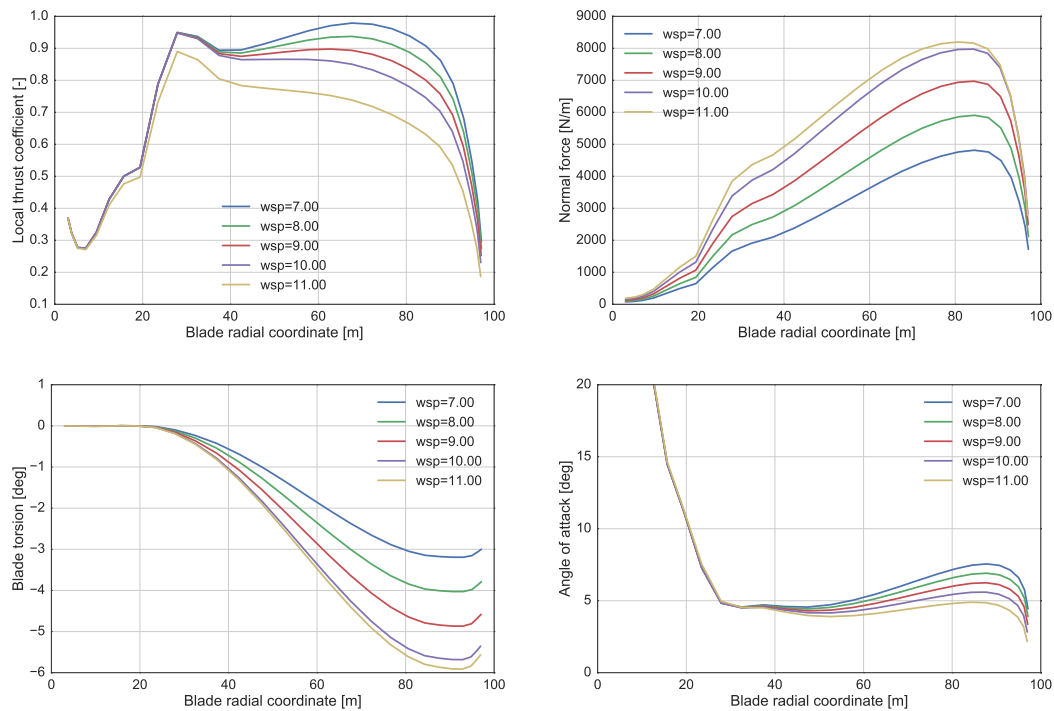 1.0
0.9
0.8
0.7
0.6
0.5
0.4
0.3
0.2
0.1
Local thrust coefficient [-]
wsp=7.00
wsp=8.00
wsp=9.00
wsp=10.00
wsp=11.00
0 20 40 60 80 100
Blade radial coordinate [m]
9000
8000
7000
6000
5000
4000
3000
2000
1000
0
Normal force [N/m]
wsp=7.00
wsp=8.00
wsp=9.00
wsp=10.00
wsp=11.00
0 20 40 60 80 100
Blade radial coordinate [m]
1
0
−1
−2
−3
−4
−5
−6
Blade torsion [deg]
wsp=7.00
wsp=8.00
wsp=9.00
wsp=10.00
wsp=11.00
0 20 40 60 80 100
Blade radial coordinate [m]
20
15
10
5
0
Angle of attack [deg]
wsp=7.00
wsp=8.00
wsp=9.00
wsp=10.00
wsp=11.00
0 20 40 60 80 100
Blade radial coordinate [m]